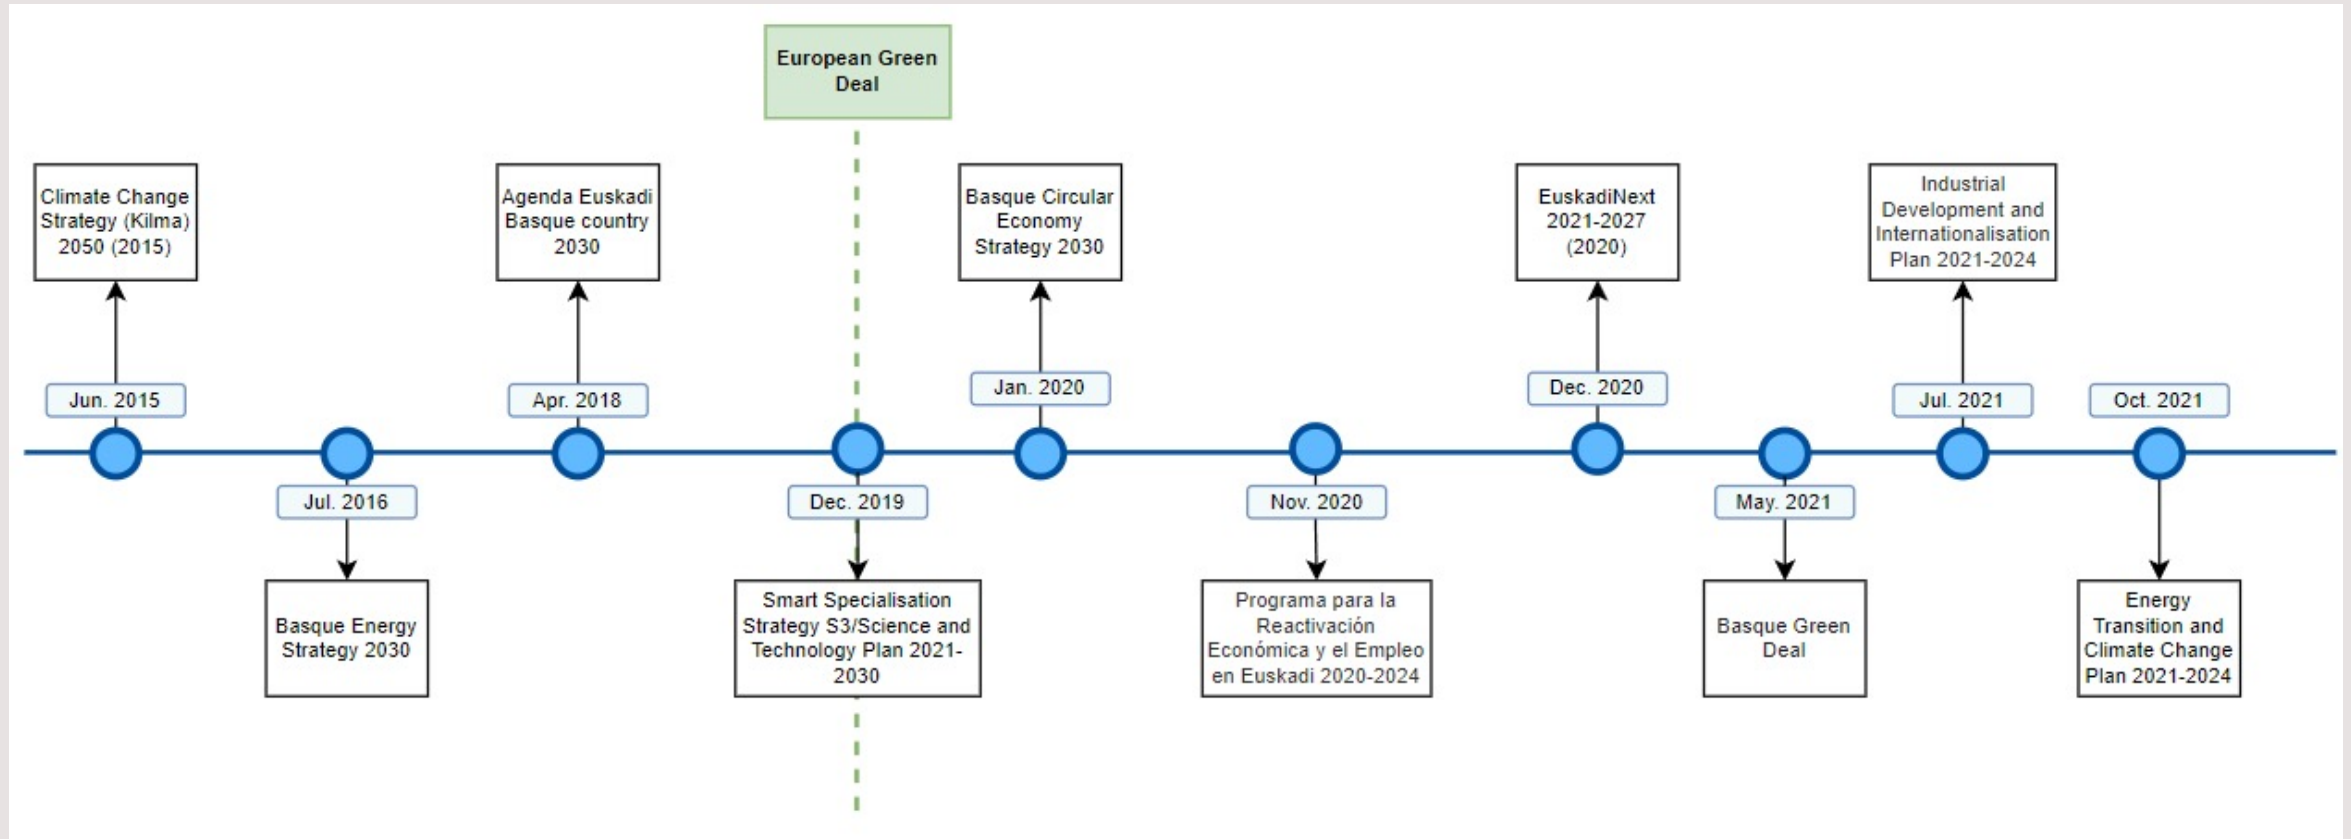 European Green
Deal
Climate Change
Strategy (Kilma)
2050 (2015)
Agenda Euskadi
Basque country
2030
Basque Circular
Economy
Strategy 2030
EuskadiNext
2021-2027
(2020)
Industrial
Development and
Internationalisation
Plan 2021-2024
Jun. 2015
Apr. 2018
Jan. 2020
Dec. 2020
Jul. 2021
Oct. 2021
Jul. 2016
Dec. 2019
Nov. 2020
May. 2021
Basque Energy
Strategy 2030
Smart Specialisation
Strategy S3/Science and
Technology Plan 2021-
2030
Programa para la
Reactivación
Económica y el Empleo
en Euskadi 2020-2024
Basque Green
Deal
Energy
Transition and
Climate Change
Plan 2021-2024